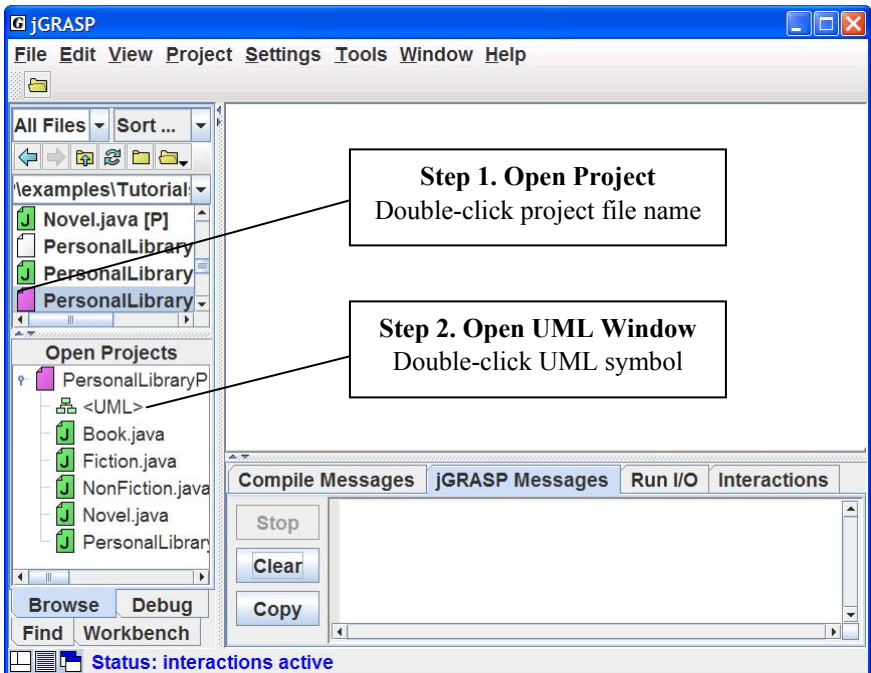 jGRASP
File Edit View Project Settings Tools Window Help
All Files Sort ...
\examples\Tutorial
Novel.java [P]
PersonalLibrary
PersonalLibrary
PersonalLibrary
Open Projects
PersonalLibraryP
<UML>
Book.java
Fiction.java
NonFiction.java
Novel.java
PersonalLibrary
Browse Debug
Find Workbench
Step 1. Open Project
Double-click project file name
Step 2. Open UML Window
Double-click UML symbol
Compile Messages jGRASP Messages Run I/O Interactions
Stop
Clear
Copy
Status: interactions active